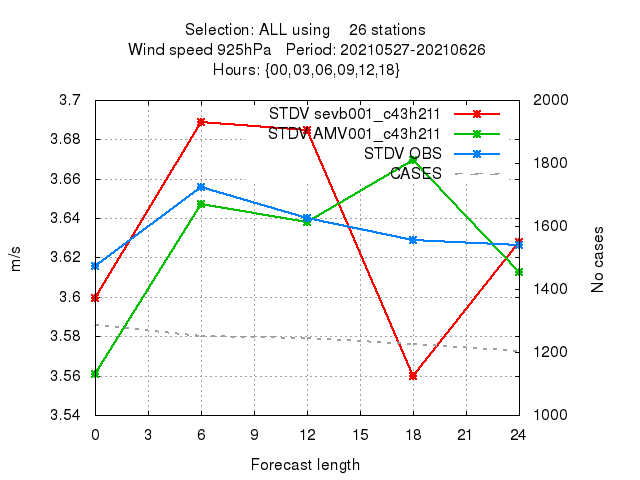 Selection: ALL using    26 stations
Wind speed 925hPa   Period: 20210527-20210626
Hours: {00,03,06,09,12,18}
3.7
3.68
3.66
3.64
3.62
3.6
3.58
3.56
3.54
m/s
STDV sevb001_c43h211
STDV AMV001_c43h211
STDV OBS
CASES
2000
1800
1600
1400
1200
1000
No cases
0 3 6 9 12 15 18 21 24
Forecast length